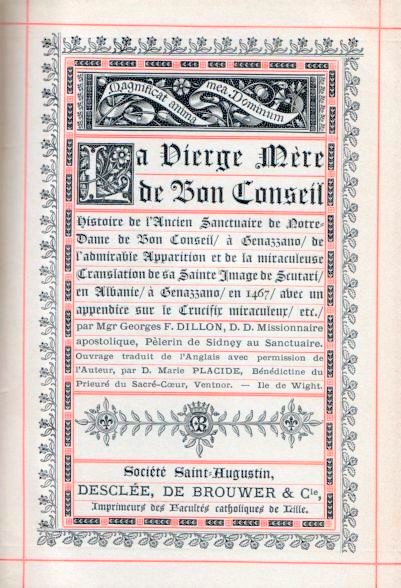 Magnificat anima mea Dominum
La Vierge Mère
de Bon Conseil
Histoire de l'Ancien Sanctuaire de Notre-
Dame de Bon Conseil/ à Genazzano/ de
l'admirable Apparition et de la miraculeuse
Translation de sa Sainte Image de Scutari/
en Albanie/ à Genazzano/ en 1467/ avec un
appendice sur le Crucifix miraculeux/ etc./
par Mgr Georges F. DILLON, D. D. Missionnaire
apostolique, Pèlerin de Sidney au Sanctuaire.
Ouvrage traduit de l'Anglais avec permission de
l'Auteur, par D. Marie PLACIDE, Bénédictine du
Prieuré du Sacré-Cœur, Ventnor. — Ile de Wight.
Société Saint-Augustin,
DESCLÉE, DE BROUWER & Cie,
Imprimeurs des Facultés catholiques de Lille.